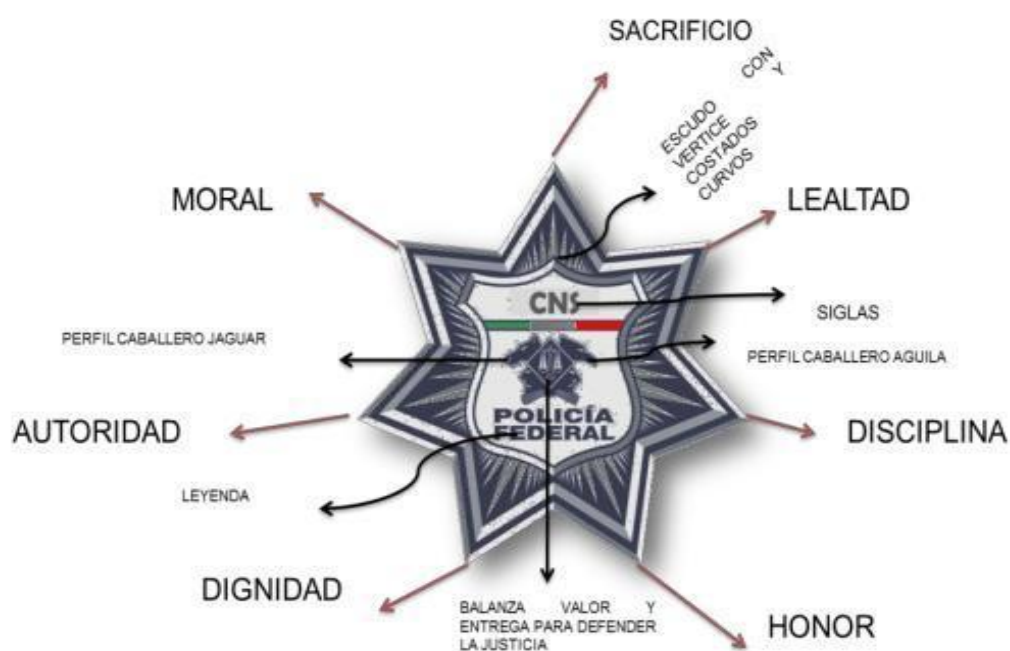 SACRIFICIO
CON
Y
ESCUDO
VERTICE
COSTADOS
CURVOS
MORAL
LEALTAD
CNS
SIGLAS
PERFIL CABALLERO JAGUAR
PERFIL CABALLERO AGUILA
POLICÍA
FEDERAL
AUTORIDAD
DISCIPLINA
LEYENDA
DIGNIDAD
BALANZA VALOR Y
ENTREGA PARA DEFENDER
LA JUSTICIA
HONOR